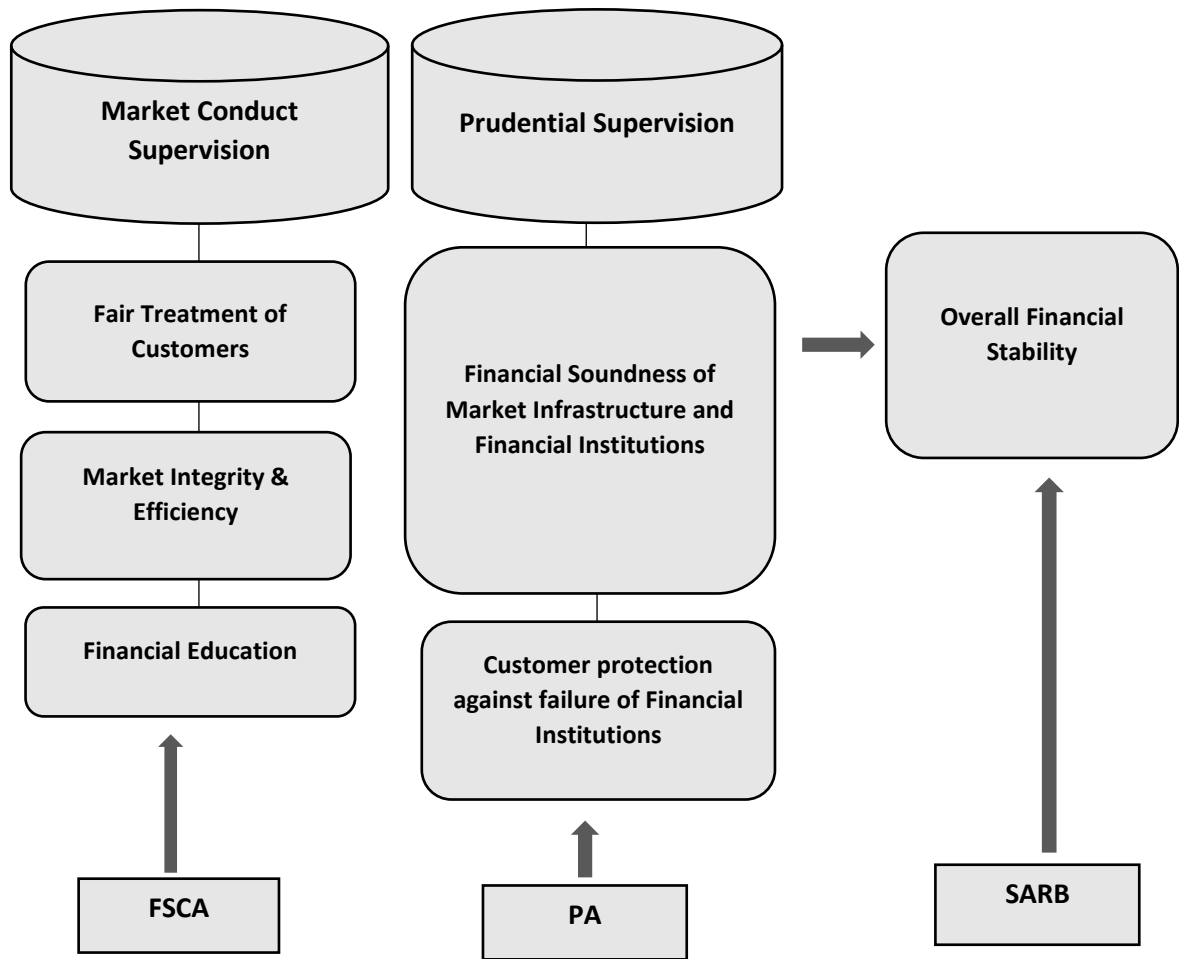 Market Conduct
Supervision
Fair Treatment of
Customers
Market Integrity &
Efficiency
Financial Education
FSCA
Prudential Supervision
Financial Soundness of
Market Infrastructure and
Financial Institutions
Customer protection
against failure of Financial
Institutions
PA
Overall Financial
Stability
SARB